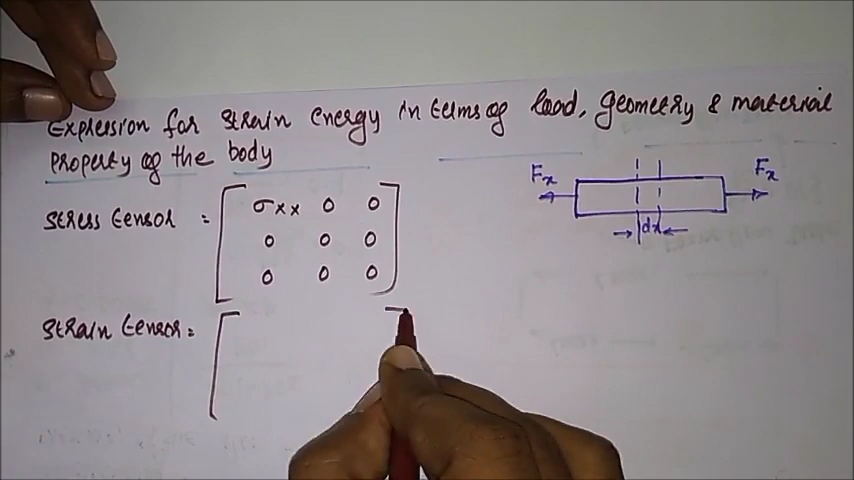 Expression for strain energy in terms of load, Geometry & material
property of the body
Fx
Fx
dx
stress tensor = [ σxx 0 0
0 0 0
0 0 0 ]
strain tensor = [